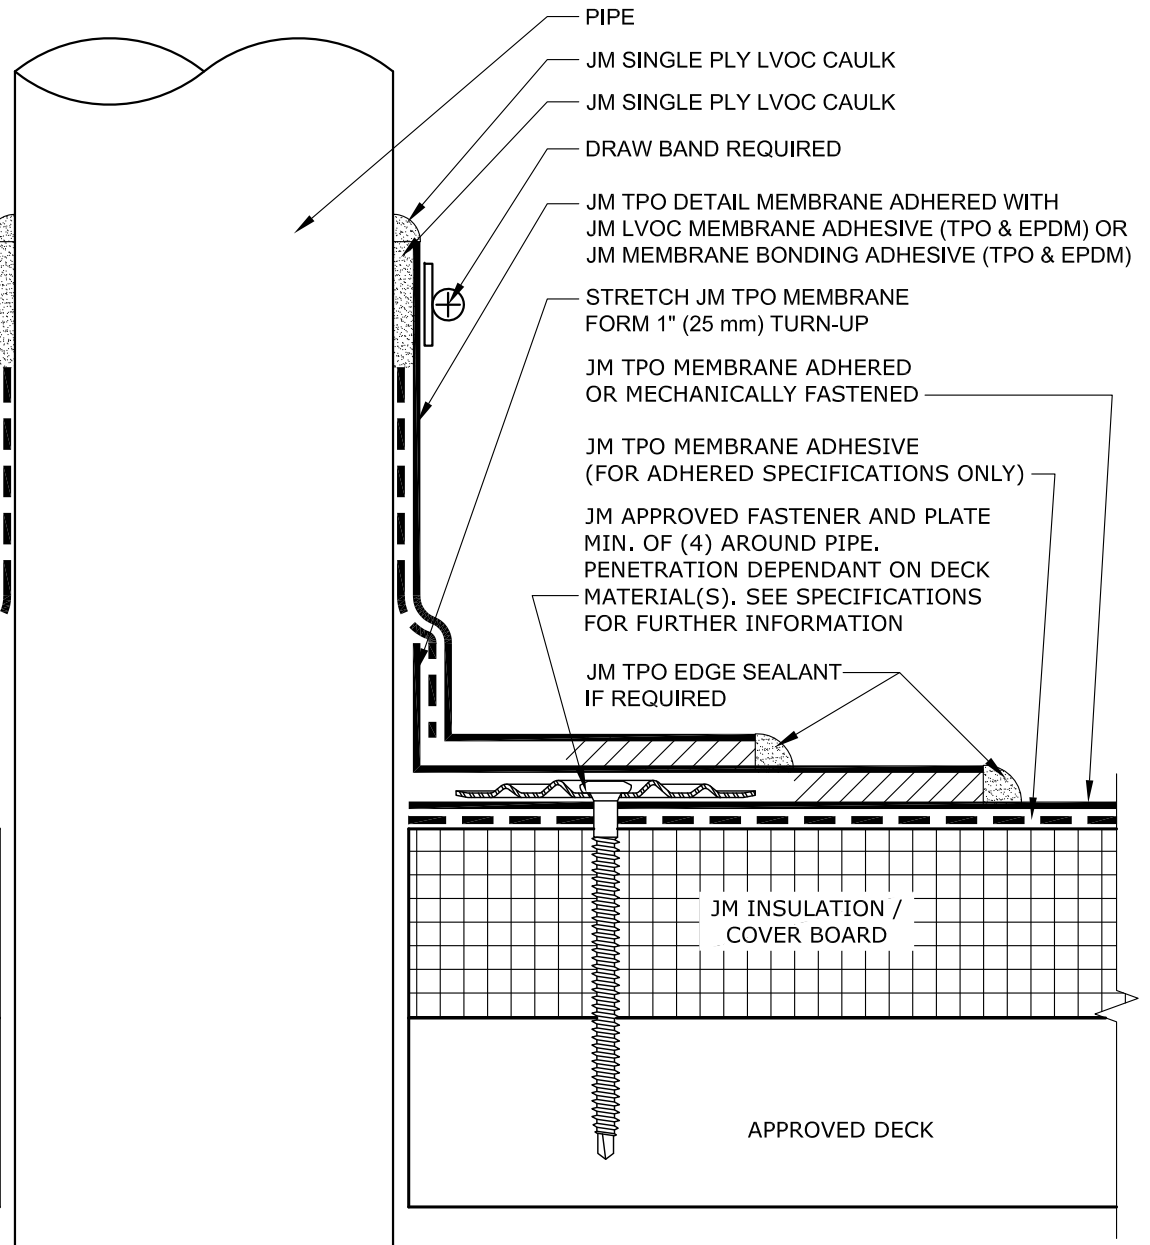 PIPE
JM SINGLE PLY LVOC CAULK
JM SINGLE PLY LVOC CAULK
DRAW BAND REQUIRED
JM TPO DETAIL MEMBRANE ADHERED WITH
JM LVOC MEMBRANE ADHESIVE (TPO & EPDM) OR
JM MEMBRANE BONDING ADHESIVE (TPO & EPDM)
STRETCH JM TPO MEMBRANE
FORM 1" (25 mm) TURN-UP
JM TPO MEMBRANE ADHERED
OR MECHANICALLY FASTENED
JM TPO MEMBRANE ADHESIVE
(FOR ADHERED SPECIFICATIONS ONLY)
JM APPROVED FASTENER AND PLATE
MIN. OF (4) AROUND PIPE.
PENETRATION DEPENDANT ON DECK
MATERIAL(S). SEE SPECIFICATIONS
FOR FURTHER INFORMATION
JM TPO EDGE SEALANT
IF REQUIRED
JM INSULATION /
COVER BOARD
APPROVED DECK